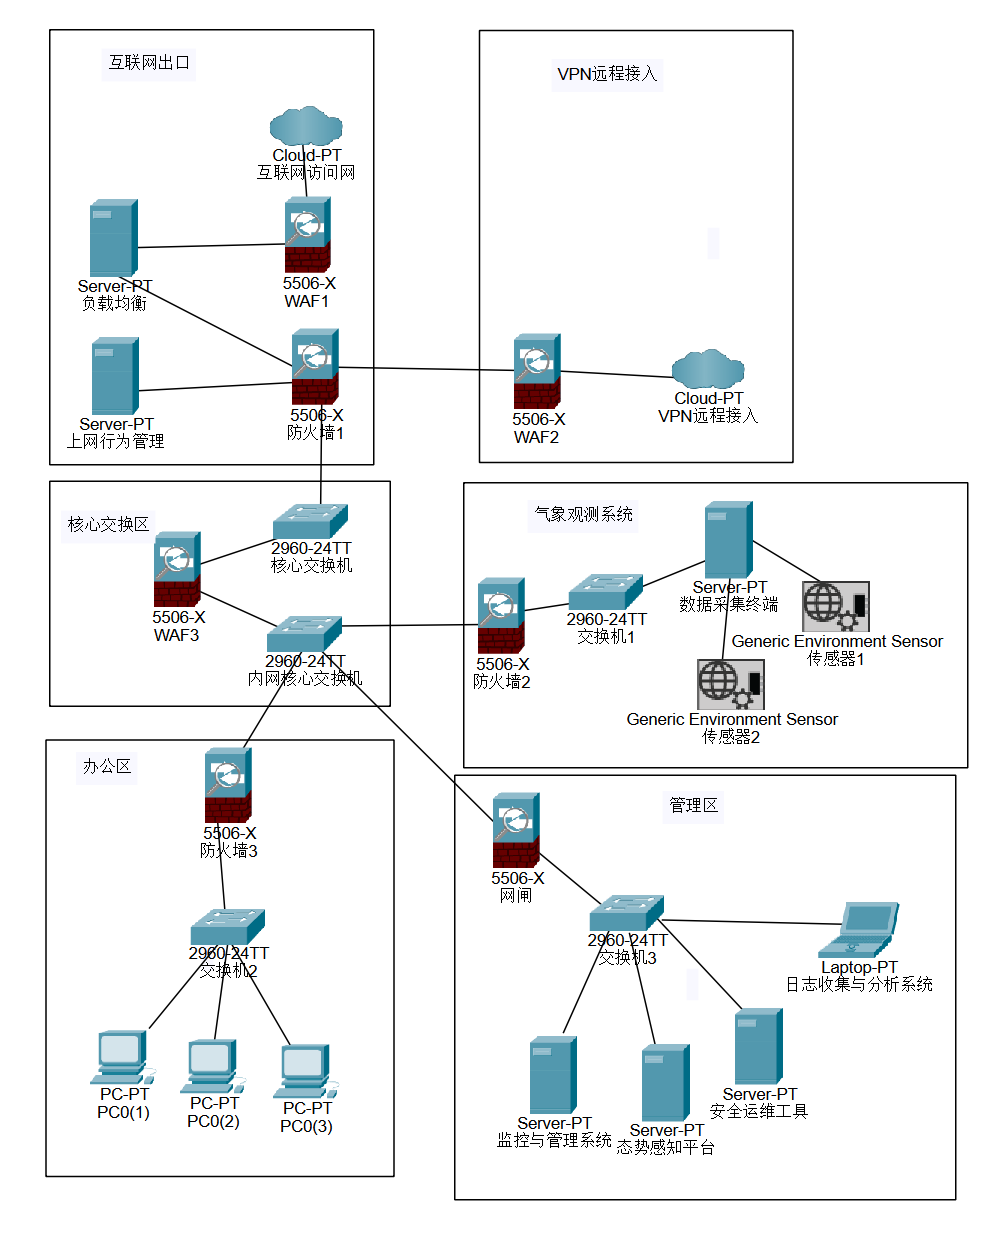 互联网出口
Cloud-PT
互联网访问网
Server-PT
负载均衡
5506-X
WAF1
Server-PT
上网行为管理
5506-X
防火墙1
VPN远程接入
5506-X
WAF2
Cloud-PT
VPN远程接入
核心交换区
2960-24TT
核心交换机
5506-X
WAF3
2960-24TT
内网核心交换机
气象观测系统
5506-X
防火墙2
2960-24TT
交换机1
Server-PT
数据采集终端
Generic Environment Sensor
传感器1
Generic Environment Sensor
传感器2
办公区
5506-X
防火墙3
2960-24TT
交换机2
PC-PT
PC0(1)
PC-PT
PC0(2)
PC-PT
PC0(3)
管理区
5506-X
网闸
2960-24TT
交换机3
Laptop-PT
日志收集与分析系统
Server-PT
监控与管理系统
Server-PT
态势感知平台
Server-PT
安全运维工具